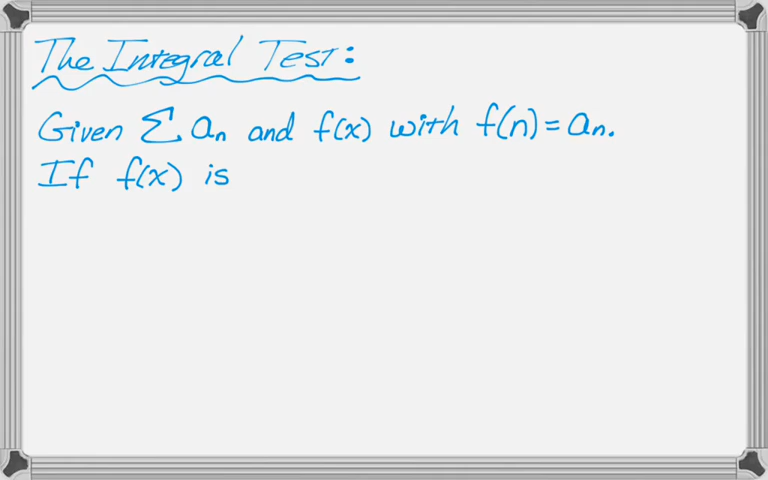 The Integral Test:
Given Σ aₙ and f(x) with f(n) = aₙ.
If f(x) is